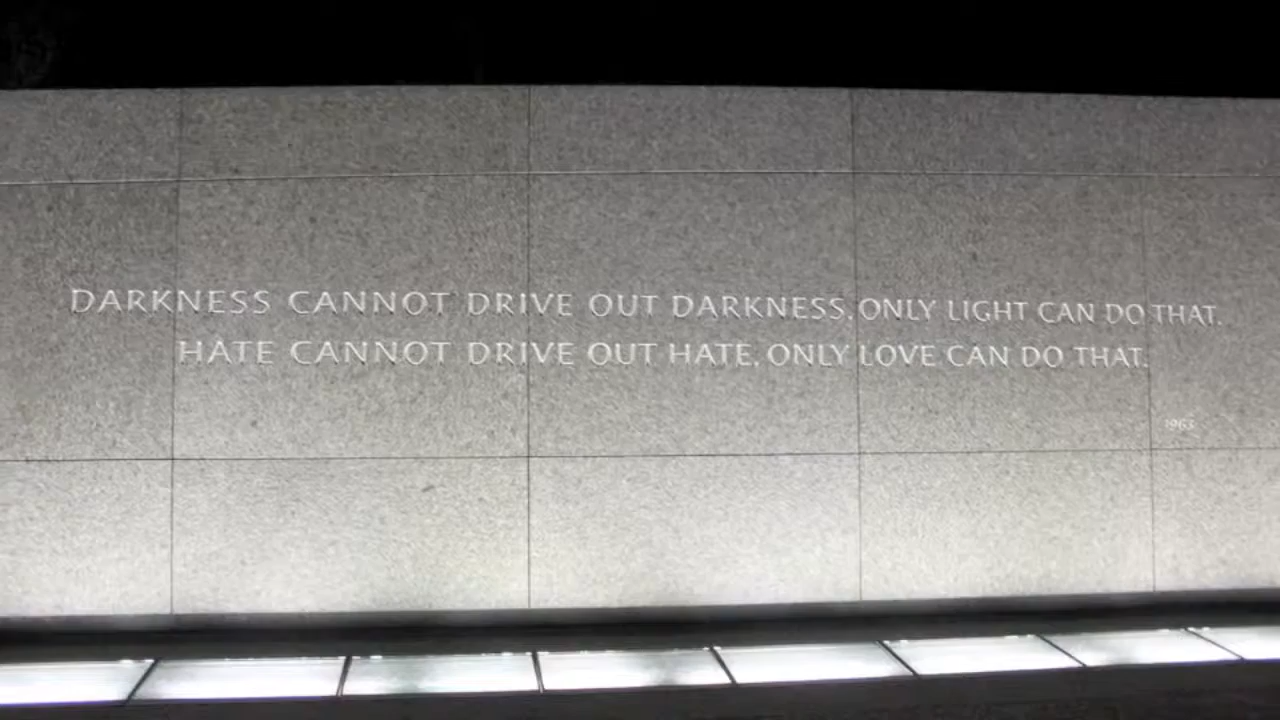 DARKNESS CANNOT DRIVE OUT DARKNESS, ONLY LIGHT CAN DO THAT.
HATE CANNOT DRIVE OUT HATE, ONLY LOVE CAN DO THAT.
1963